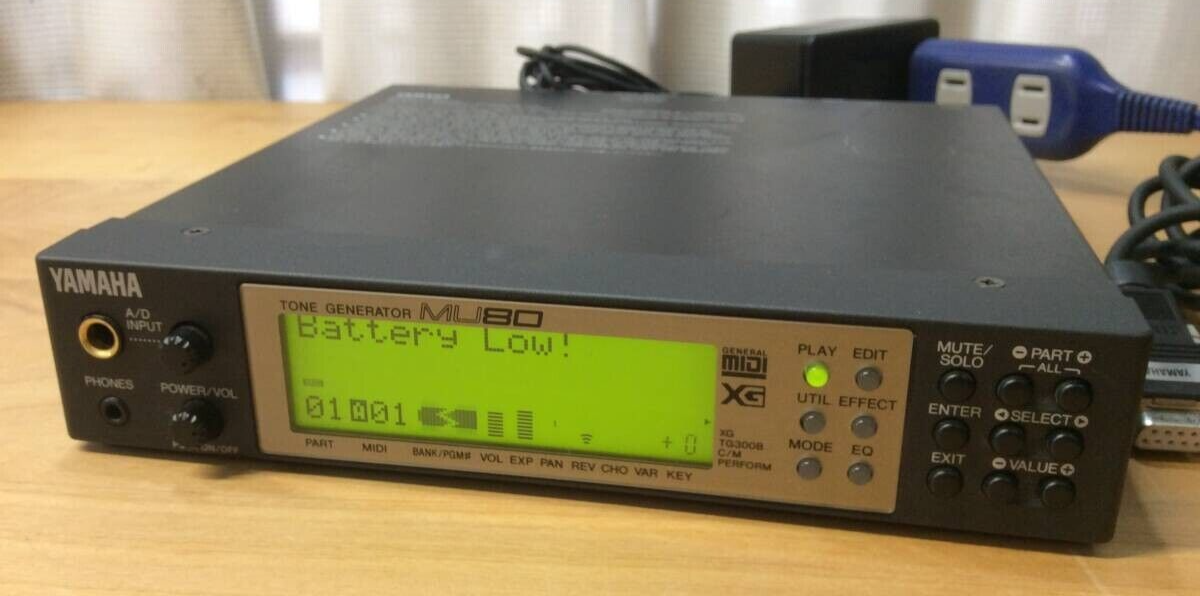 YAMAHA
A/D
INPUT
PHONES
POWER/VOL
ON/OFF
TONE GENERATOR MU80
Battery Low!
01 A01
+ 0
PART MIDI BANK/PGM# VOL EXP PAN REV CHO VAR KEY
GENERAL
MIDI
XG
XG
TG300B
C/M
PERFORM
PLAY EDIT
UTIL EFFECT
MODE EQ
MUTE/
SOLO
PART
ALL
ENTER
SELECT
EXIT
VALUE